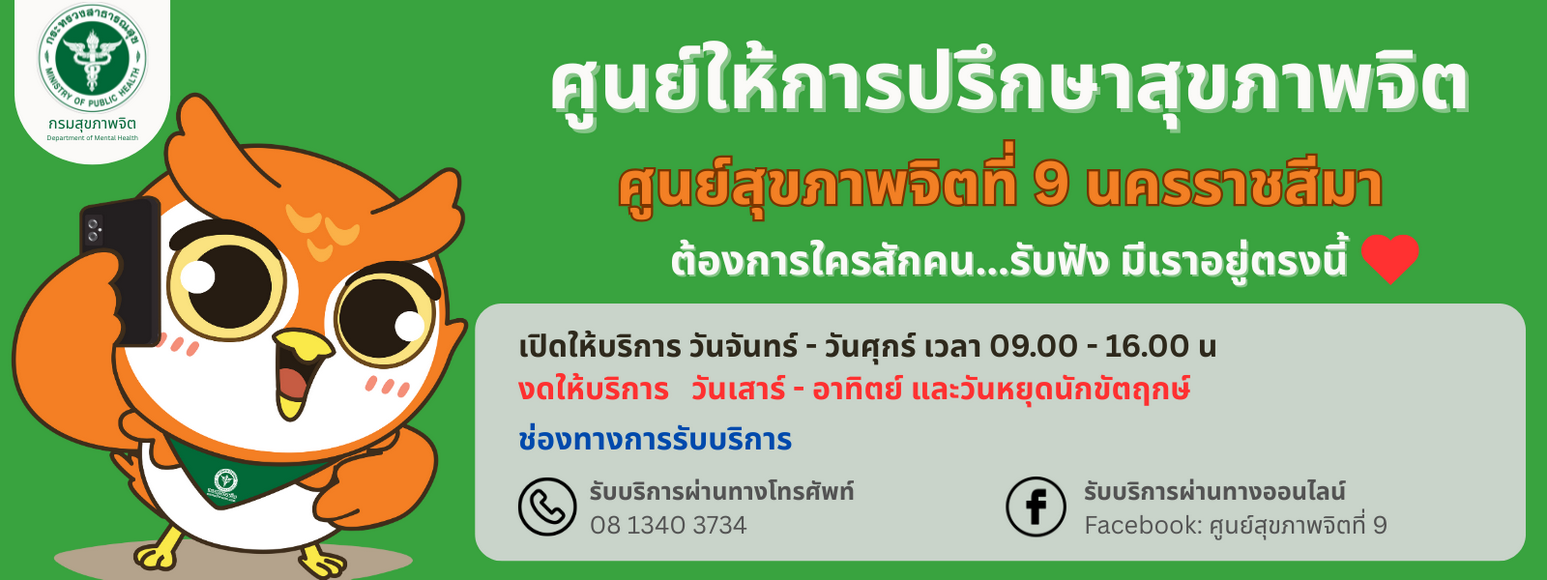 กระทรวงสาธารณสุข
MINISTRY OF PUBLIC HEALTH
กรมสุขภาพจิต
Department of Mental Health
ศูนย์ให้การปรึกษาสุขภาพจิต
ศูนย์สุขภาพจิตที่ 9 นครราชสีมา
ต้องการใครสักคน...รับฟัง มีเราอยู่ตรงนี้
เปิดให้บริการ วันจันทร์ - วันศุกร์ เวลา 09.00 - 16.00 น
งดให้บริการ วันเสาร์ - อาทิตย์ และวันหยุดนักขัตฤกษ์
ช่องทางการรับบริการ
รับบริการผ่านทางโทรศัพท์
08 1340 3734
รับบริการผ่านทางออนไลน์
Facebook: ศูนย์สุขภาพจิตที่ 9